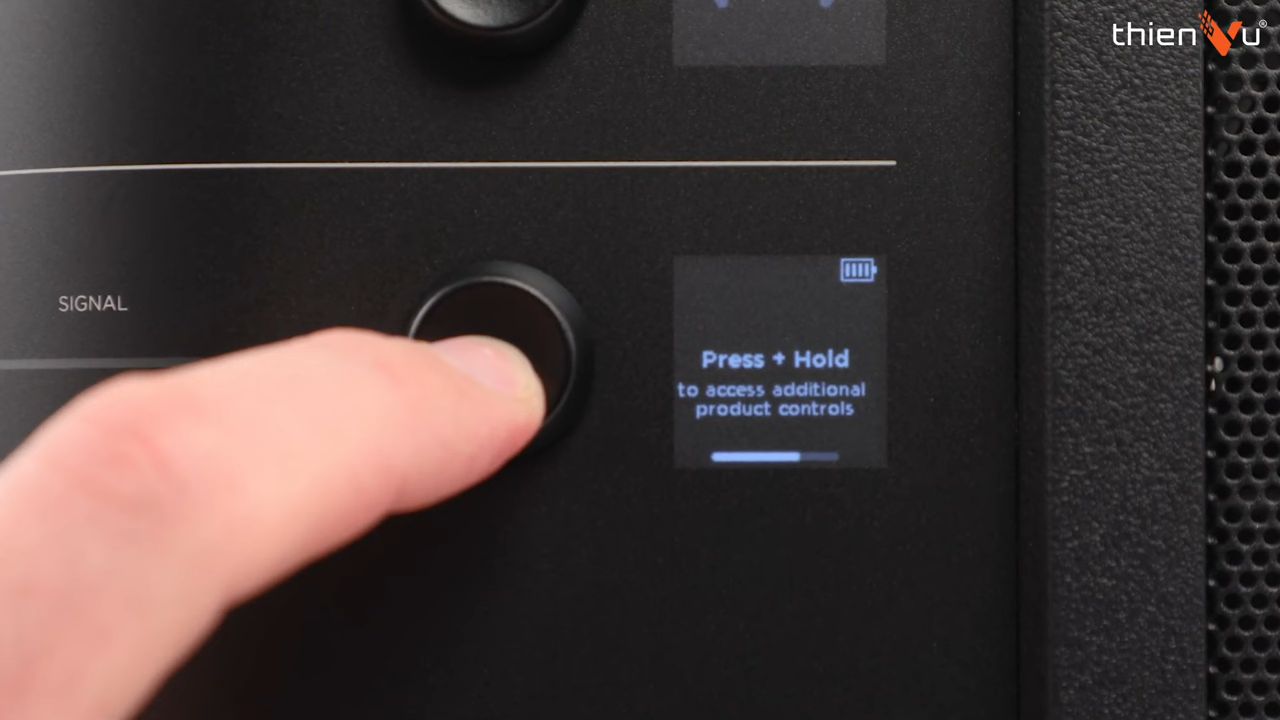 thienVu®
SIGNAL
Press + Hold
to access additional
product controls